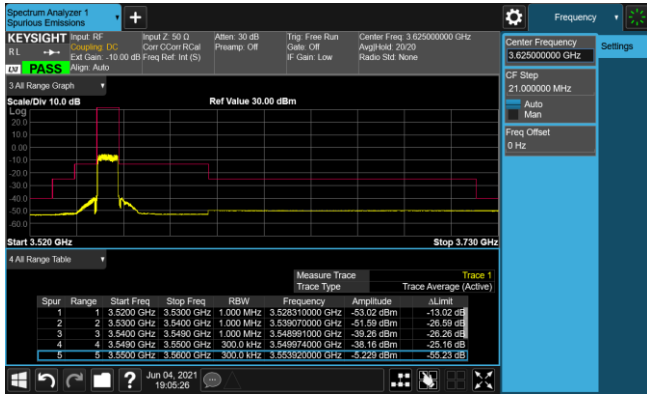 Spectrum Analyzer 1
Spurious Emissions
Frequency
KEYSIGHT Input: RF Input Z: 50 Ω Atten: 30 dB Trig: Free Run Center Freq: 3.625000000 GHz
RL Coupling: DC Corr CCorr RCal Preamp: Off Gate: Off Avg|Hold: 20/20
Ext Gain: -10.00 dB Freq Ref: Int (S) IF Gain: Low Radio Std: None
LXI PASS Align: Auto
Center Frequency
3.625000000 GHz
Settings
CF Step
21.000000 MHz
Auto
Man
Freq Offset
0 Hz
3 All Range Graph
Scale/Div 10.0 dB Ref Value 30.00 dBm
Log
20.0
10.0
0.00
-10.0
-20.0
-30.0
-40.0
-50.0
-60.0
Start 3.520 GHz Stop 3.730 GHz
4 All Range Table
Measure Trace Trace 1
Trace Type Trace Average (Active)
Spur Range Start Freq Stop Freq RBW Frequency Amplitude ΔLimit
1 1 3.5200 GHz 3.5300 GHz 1.000 MHz 3.528310000 GHz -53.02 dBm -13.02 dB
2 2 3.5300 GHz 3.5400 GHz 1.000 MHz 3.539070000 GHz -51.59 dBm -26.59 dB
3 3 3.5400 GHz 3.5490 GHz 1.000 MHz 3.548991000 GHz -39.26 dBm -26.26 dB
4 4 3.5490 GHz 3.5500 GHz 300.0 kHz 3.549974000 GHz -38.16 dBm -25.16 dB
5 5 3.5500 GHz 3.5600 GHz 300.0 kHz 3.553920000 GHz -5.229 dBm -55.23 dB
Jun 04, 2021
19:05:26